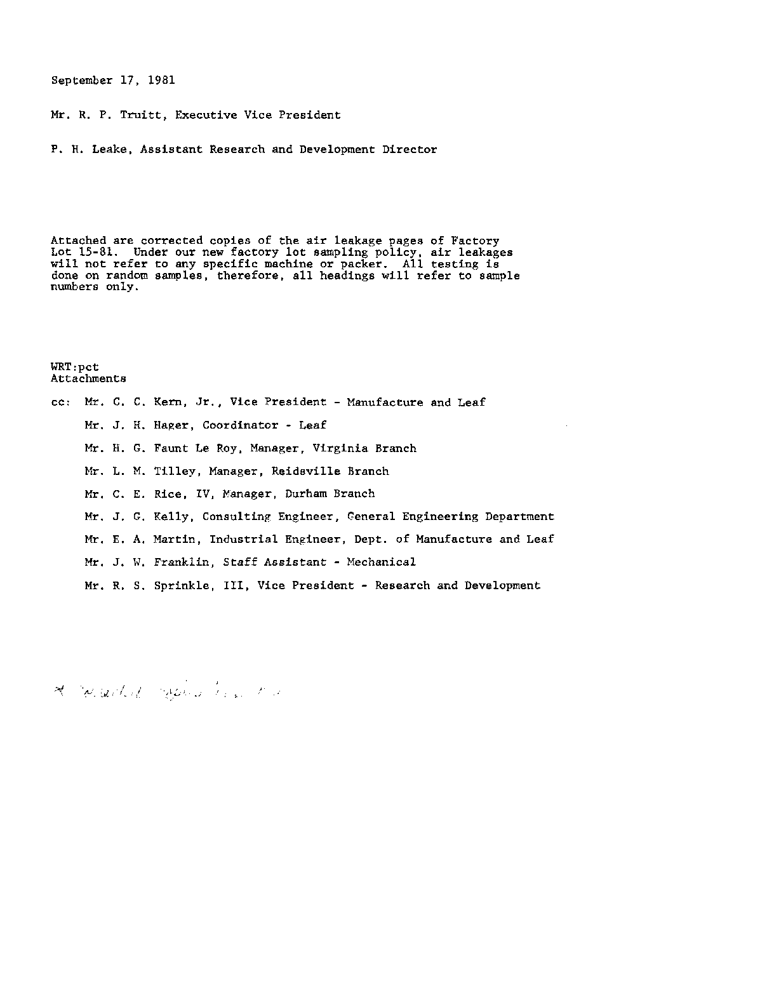 September 17, 1981
Mr. R. P. Truitt, Executive Vice President
P. H. Leake, Assistant Research and Development Director
Attached are corrected copies of the air leakage pages of Factory
Lot 15-81. Under our new factory lot sampling policy, air leakages
will not refer to any specific machine or packer. All testing is
done on random samples, therefore, all headings will refer to sample
numbers only.
WRT:pct
Attachments
cc: Mr. C. C. Kern, Jr., Vice President - Manufacture and Leaf
Mr. J. H. Hager, Coordinator - Leaf
Mr. H. G. Faunt Le Roy, Manager, Virginia Branch
Mr. L. M. Tilley, Manager, Reidsville Branch
Mr. C. E. Rice, IV, Manager, Durham Branch
Mr. J. G. Kelly, Consulting Engineer, General Engineering Department
Mr. E. A. Martin, Industrial Engineer, Dept. of Manufacture and Leaf
Mr. J. W. Franklin, Staff Assistant - Mechanical
Mr. R. S. Sprinkle, III, Vice President - Research and Development